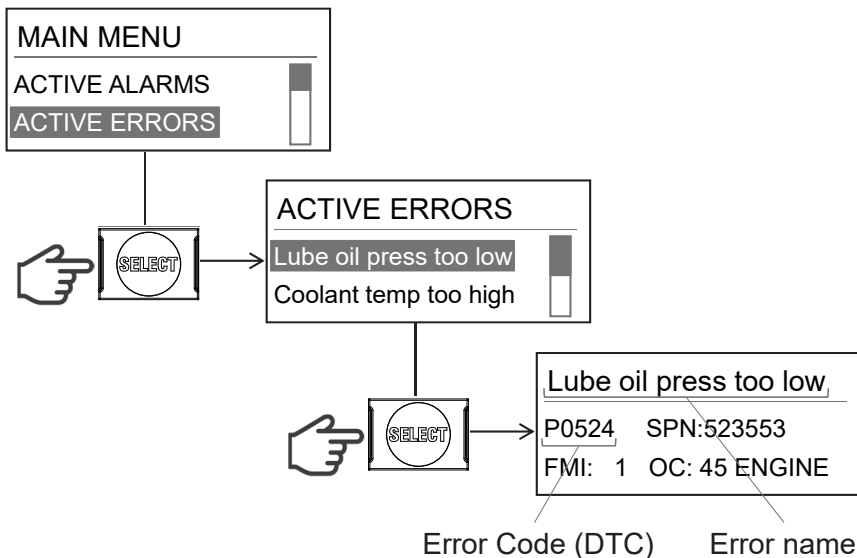 MAIN MENU
ACTIVE ALARMS
ACTIVE ERRORS
SELECT
ACTIVE ERRORS
Lube oil press too low
Coolant temp too high
SELECT
Lube oil press too low
P0524 SPN:523553
FMI: 1 OC: 45 ENGINE
Error Code (DTC) Error name